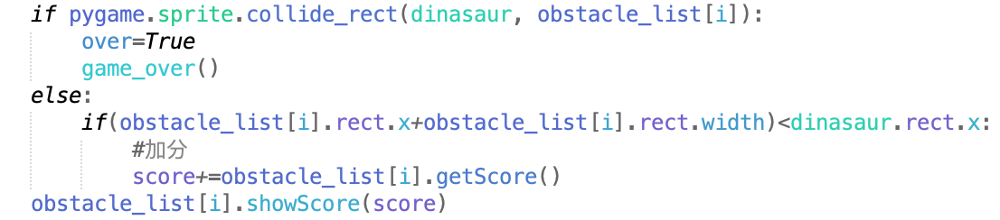 if pygame.sprite.collide_rect(dinasaur, obstacle_list[i]):
    over=True
    game_over()
else:
    if(obstacle_list[i].rect.x+obstacle_list[i].rect.width)<dinasaur.rect.x:
        #加分
        score+=obstacle_list[i].getScore()
obstacle_list[i].showScore(score)